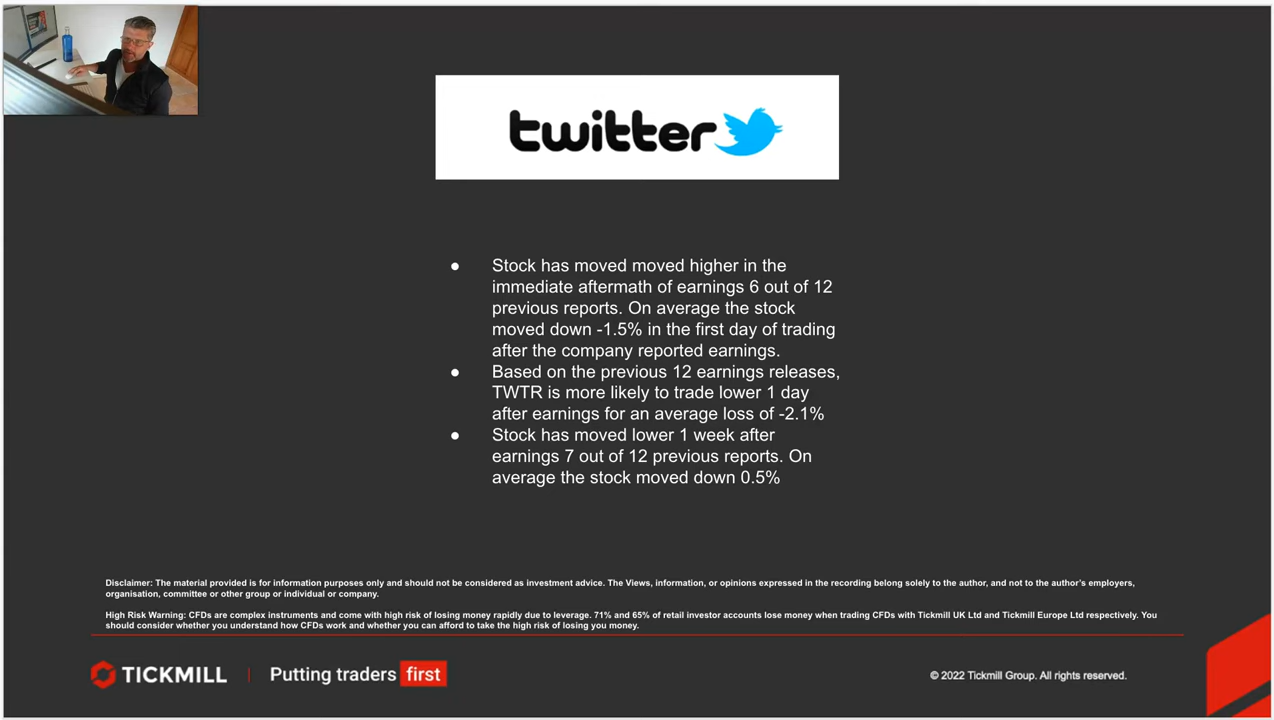 twitter
● Stock has moved moved higher in the
immediate aftermath of earnings 6 out of 12
previous reports. On average the stock
moved down -1.5% in the first day of trading
after the company reported earnings.
● Based on the previous 12 earnings releases,
TWTR is more likely to trade lower 1 day
after earnings for an average loss of -2.1%
● Stock has moved lower 1 week after
earnings 7 out of 12 previous reports. On
average the stock moved down 0.5%
Disclaimer: The material provided is for information purposes only and should not be considered as investment advice. The Views, information, or opinions expressed in the recording belong solely to the author, and not to the author's employers,
organisation, committee or other group or individual or company.
High Risk Warning: CFDs are complex instruments and come with high risk of losing money rapidly due to leverage. 71% and 65% of retail investor accounts lose money when trading CFDs with Tickmill UK Ltd and Tickmill Europe Ltd respectively. You
should consider whether you understand how CFDs work and whether you can afford to take the high risk of losing you money.
TICKMILL | Putting traders first
© 2022 Tickmill Group. All rights reserved.